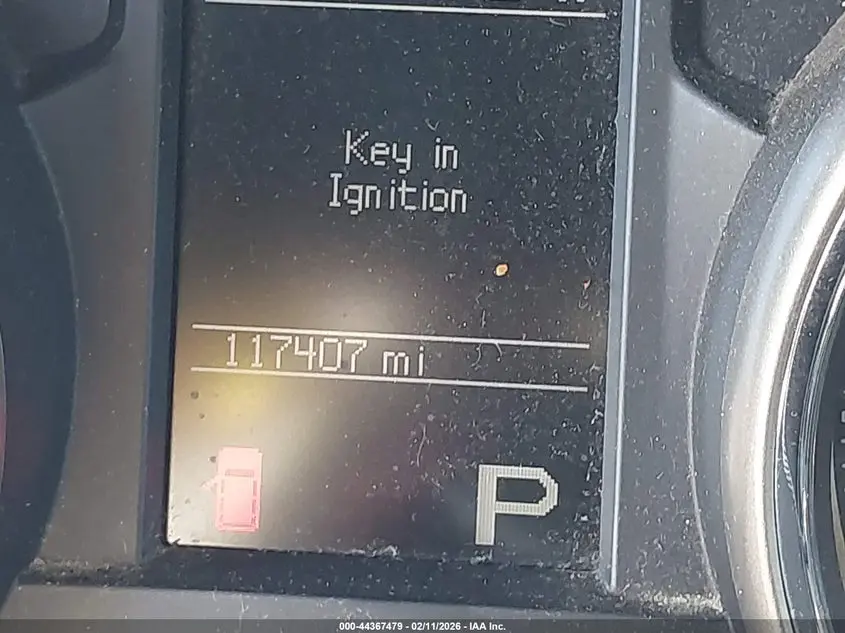 Key in
Ignition
117407 mi
P
000-44367479 - 02/11/2026 - IAA Inc.